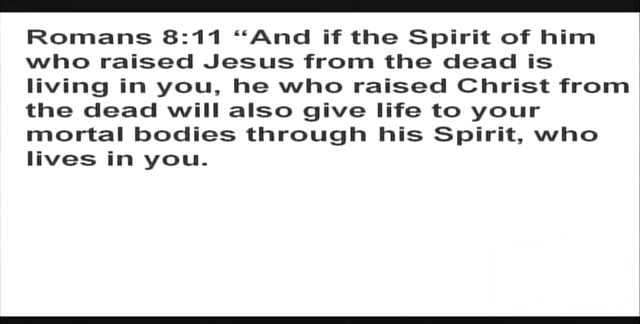 Romans 8:11 “And if the Spirit of him
who raised Jesus from the dead is
living in you, he who raised Christ from
the dead will also give life to your
mortal bodies through his Spirit, who
lives in you.